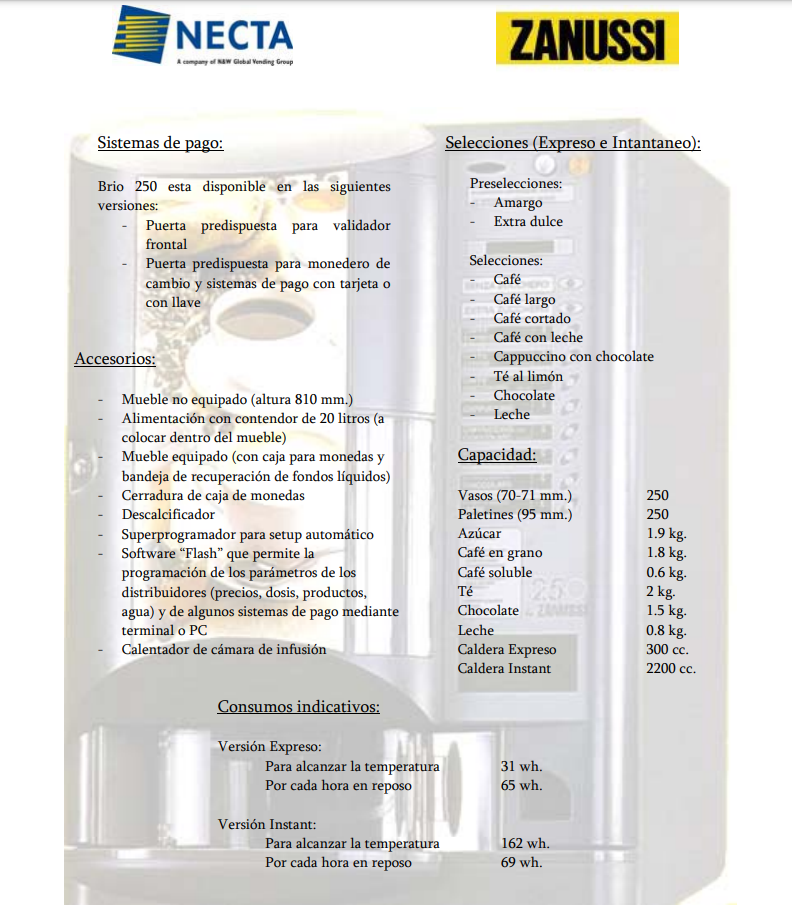 NECTA
A company of N&W Global Vending Group
ZANUSSI
Sistemas de pago:
Brio 250 esta disponible en las siguientes
versiones:
- Puerta predispuesta para validador
frontal
- Puerta predispuesta para monedero de
cambio y sistemas de pago con tarjeta o
con llave
Accesorios:
- Mueble no equipado (altura 810 mm.)
- Alimentación con contendor de 20 litros (a
colocar dentro del mueble)
- Mueble equipado (con caja para monedas y
bandeja de recuperación de fondos líquidos)
- Cerradura de caja de monedas
- Descalcificador
- Superprogramador para setup automático
- Software “Flash” que permite la
programación de los parámetros de los
distribuidores (precios, dosis, productos,
agua) y de algunos sistemas de pago mediante
terminal o PC
- Calentador de cámara de infusión
Selecciones (Expreso e Intantaneo):
Preselecciones:
- Amargo
- Extra dulce
Selecciones:
- Café
- Café largo
- Café cortado
- Café con leche
- Cappuccino con chocolate
- Té al limón
- Chocolate
- Leche
Capacidad:
Vasos (70-71 mm.) 250
Paletines (95 mm.) 250
Azúcar 1.9 kg.
Café en grano 1.8 kg.
Café soluble 0.6 kg.
Té 2 kg.
Chocolate 1.5 kg.
Leche 0.8 kg.
Caldera Expreso 300 cc.
Caldera Instant 2200 cc.
250
ZANUSSI
Consumos indicativos:
Versión Expreso:
Para alcanzar la temperatura 31 wh.
Por cada hora en reposo 65 wh.
Versión Instant:
Para alcanzar la temperatura 162 wh.
Por cada hora en reposo 69 wh.